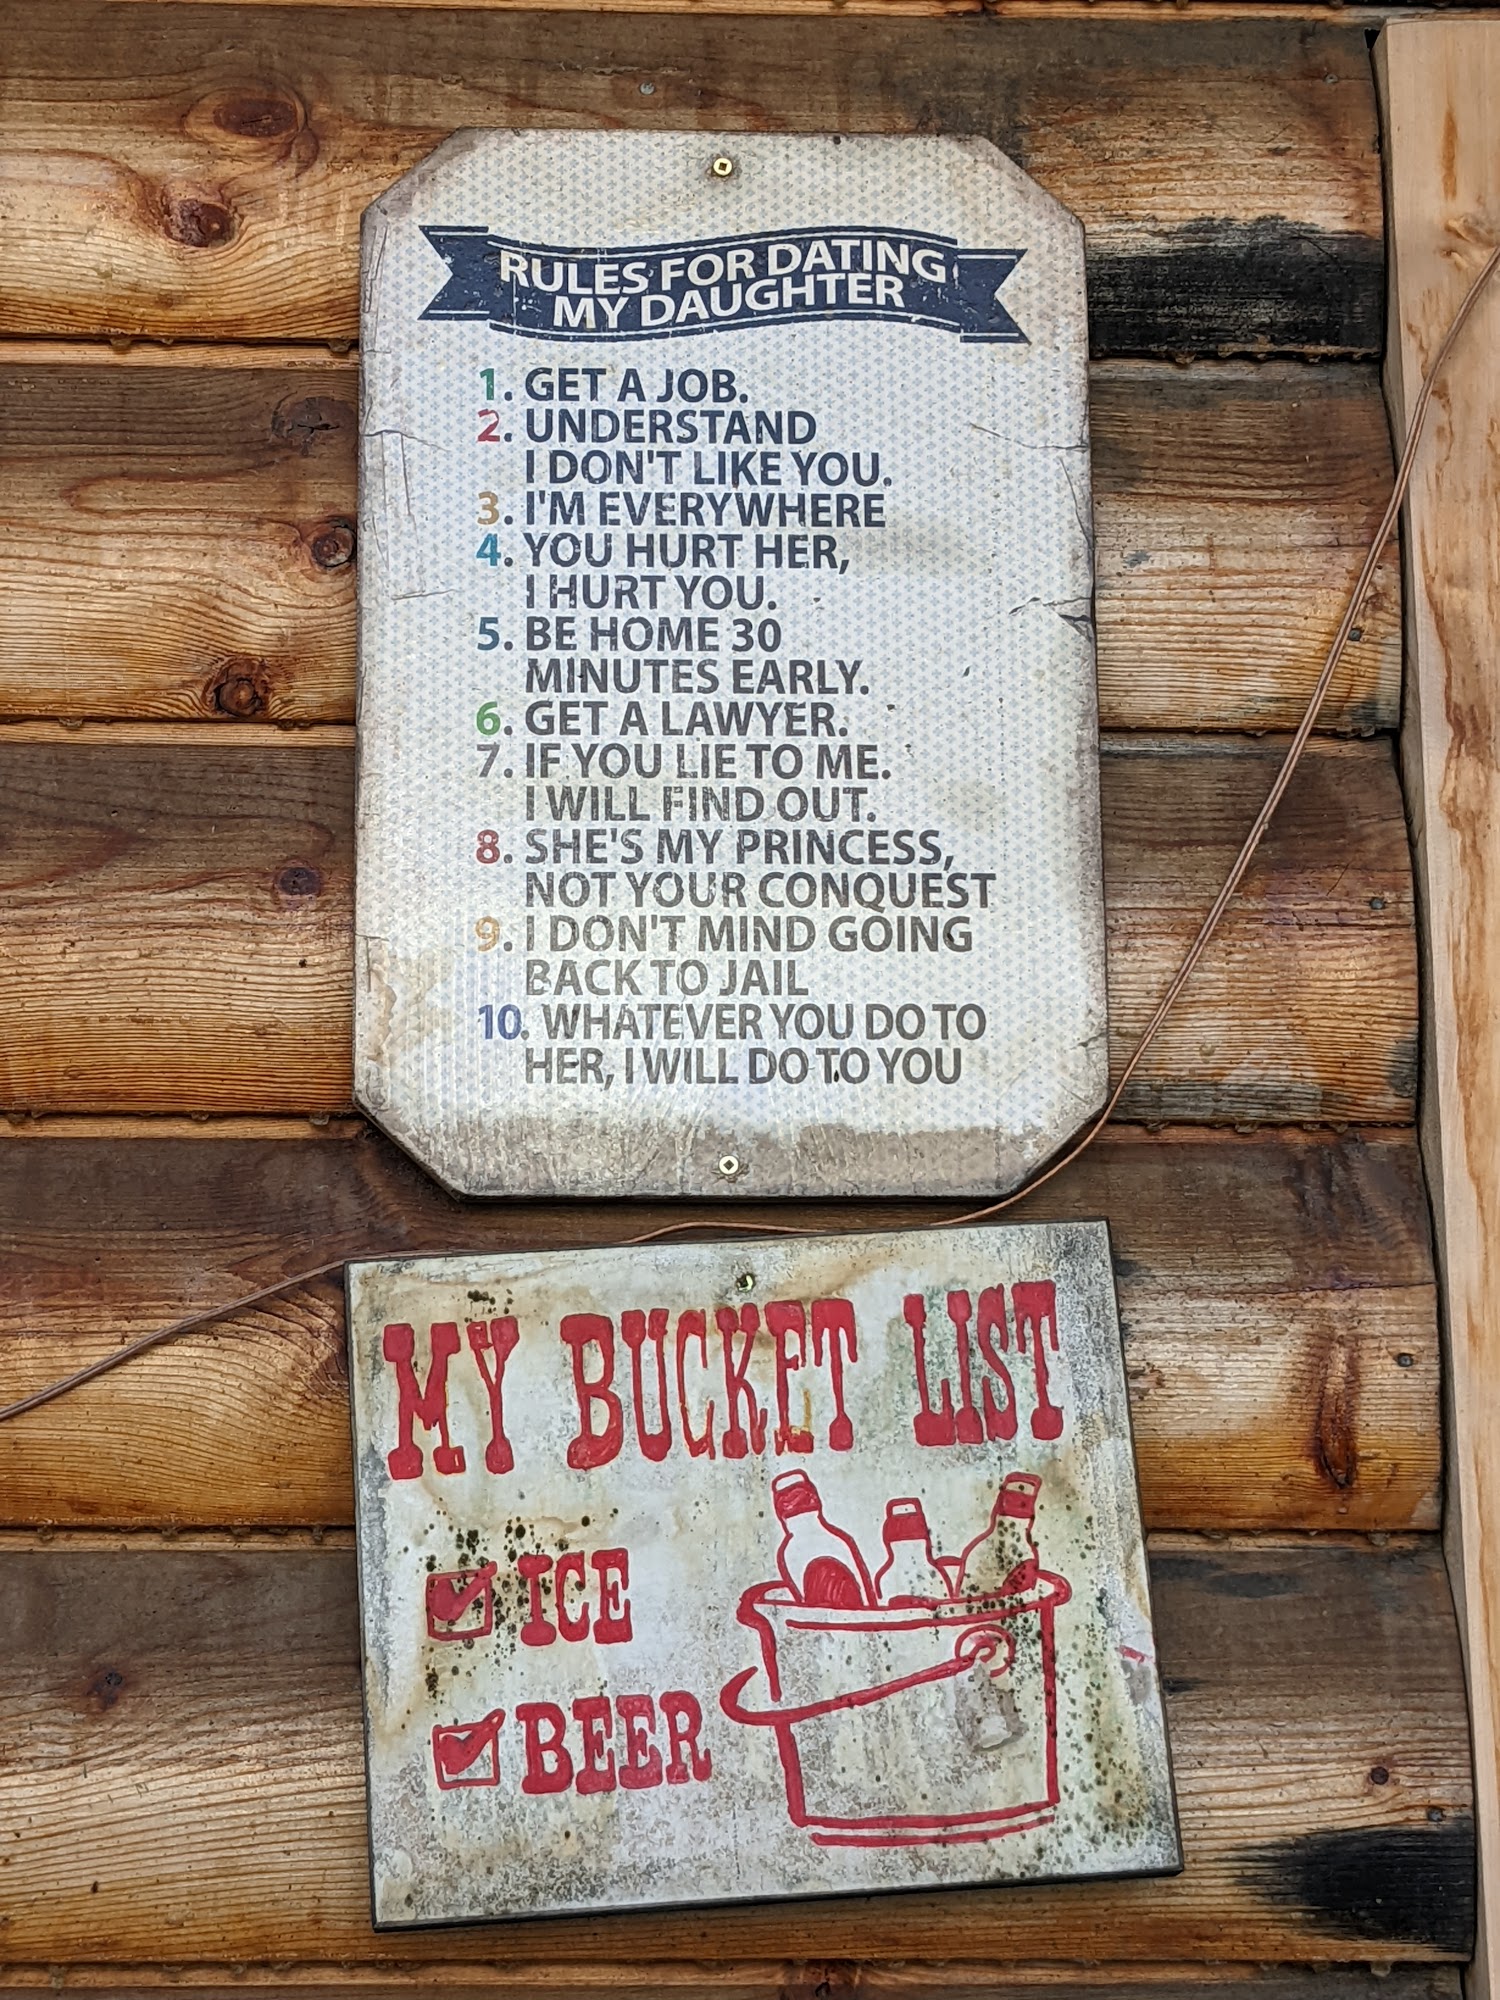 RULES FOR DATING
MY DAUGHTER
1. GET A JOB.
2. UNDERSTAND
I DON'T LIKE YOU.
3. I'M EVERYWHERE
4. YOU HURT HER,
I HURT YOU.
5. BE HOME 30
MINUTES EARLY.
6. GET A LAWYER.
7. IF YOU LIE TO ME.
I WILL FIND OUT.
8. SHE'S MY PRINCESS,
NOT YOUR CONQUEST
9. I DON'T MIND GOING
BACK TO JAIL
10. WHATEVER YOU DO TO
HER, I WILL DO TO YOU
MY BUCKET LIST
ICE
BEER